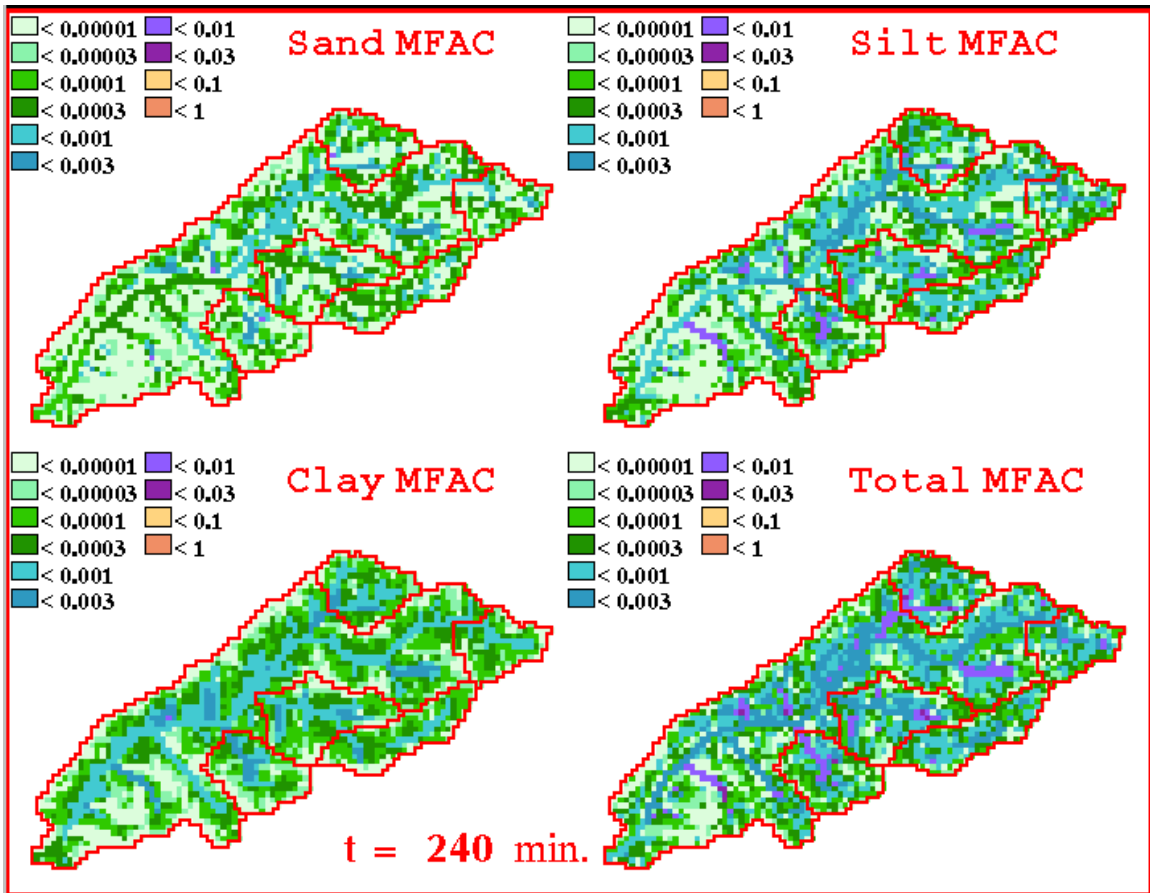 Sand MFAC
< 0.00001 < 0.01
< 0.00003 < 0.03
< 0.0001 < 0.1
< 0.0003 < 1
< 0.001
< 0.003
Silt MFAC
< 0.00001 < 0.01
< 0.00003 < 0.03
< 0.0001 < 0.1
< 0.0003 < 1
< 0.001
< 0.003
Clay MFAC
< 0.00001 < 0.01
< 0.00003 < 0.03
< 0.0001 < 0.1
< 0.0003 < 1
< 0.001
< 0.003
Total MFAC
< 0.00001 < 0.01
< 0.00003 < 0.03
< 0.0001 < 0.1
< 0.0003 < 1
< 0.001
< 0.003
t = 240 min.